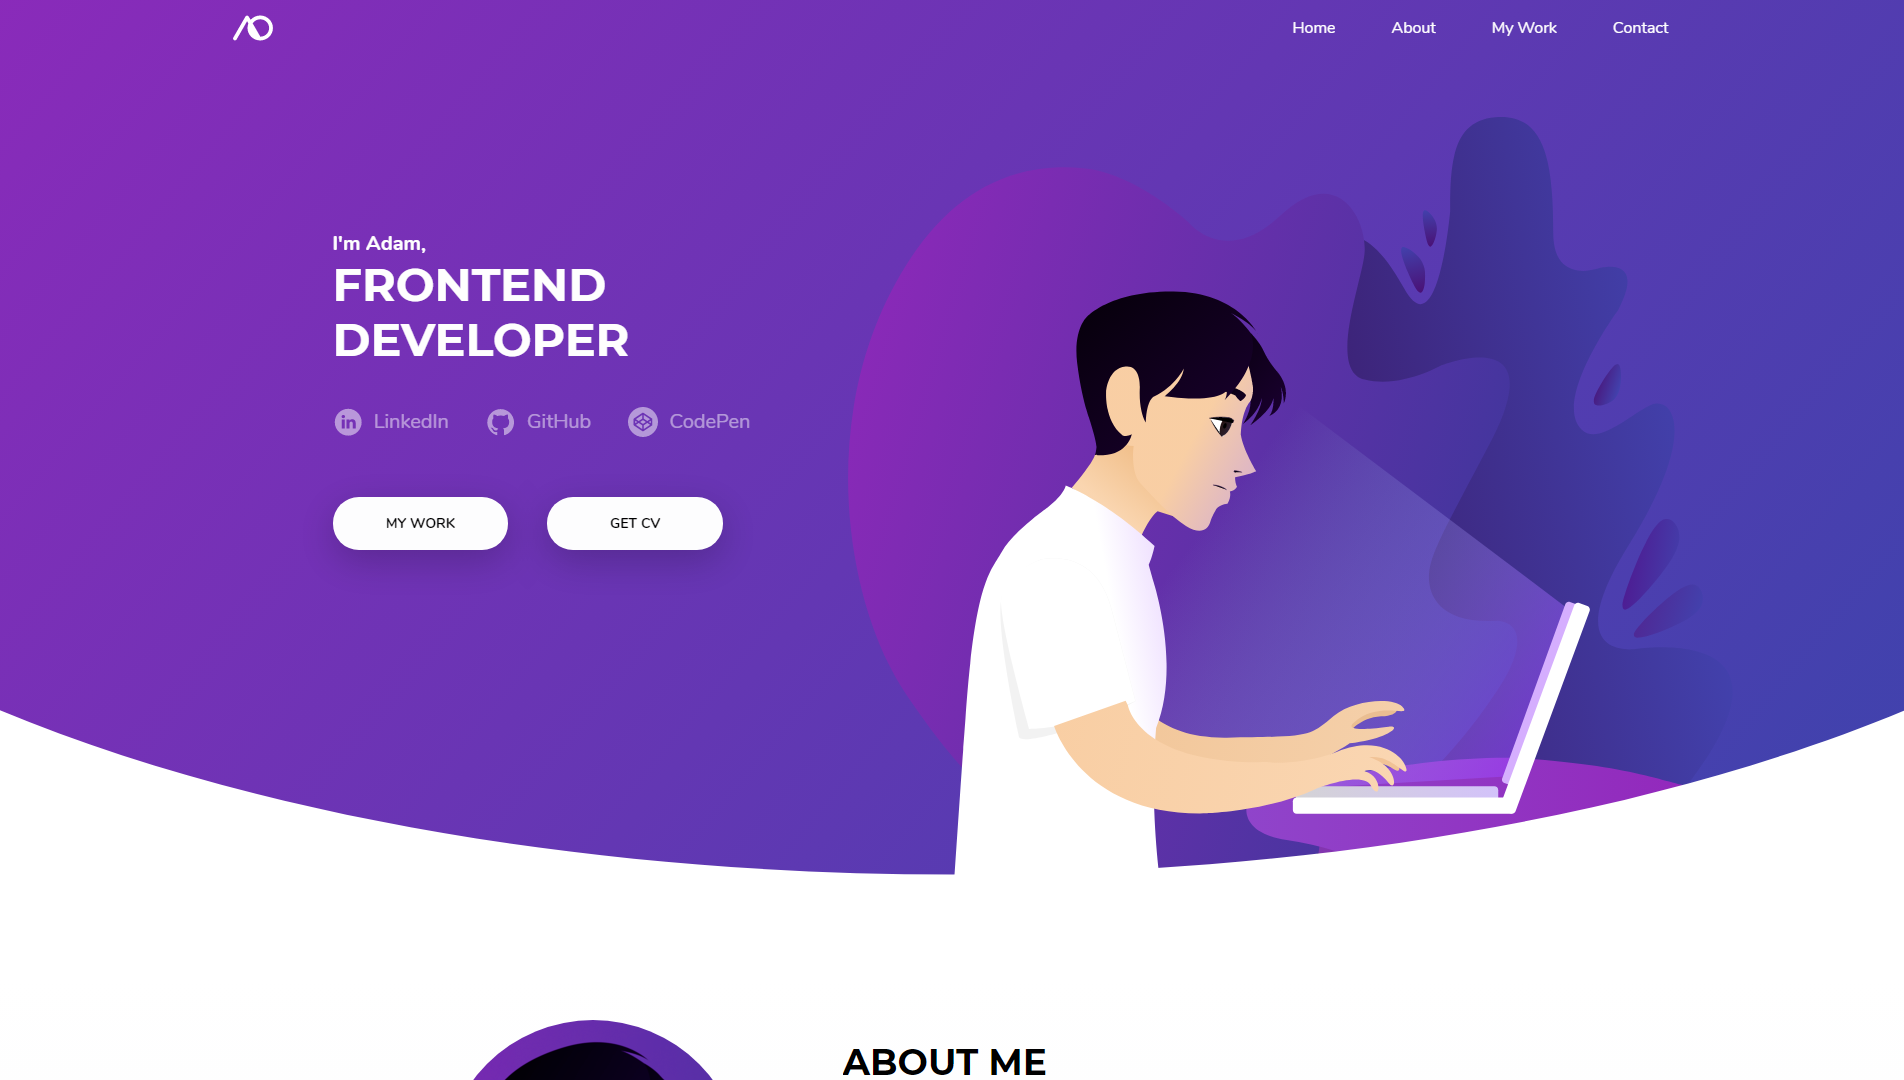 Home About My Work Contact
I'm Adam,
FRONTEND
DEVELOPER
LinkedIn GitHub CodePen
MY WORK GET CV
ABOUT ME